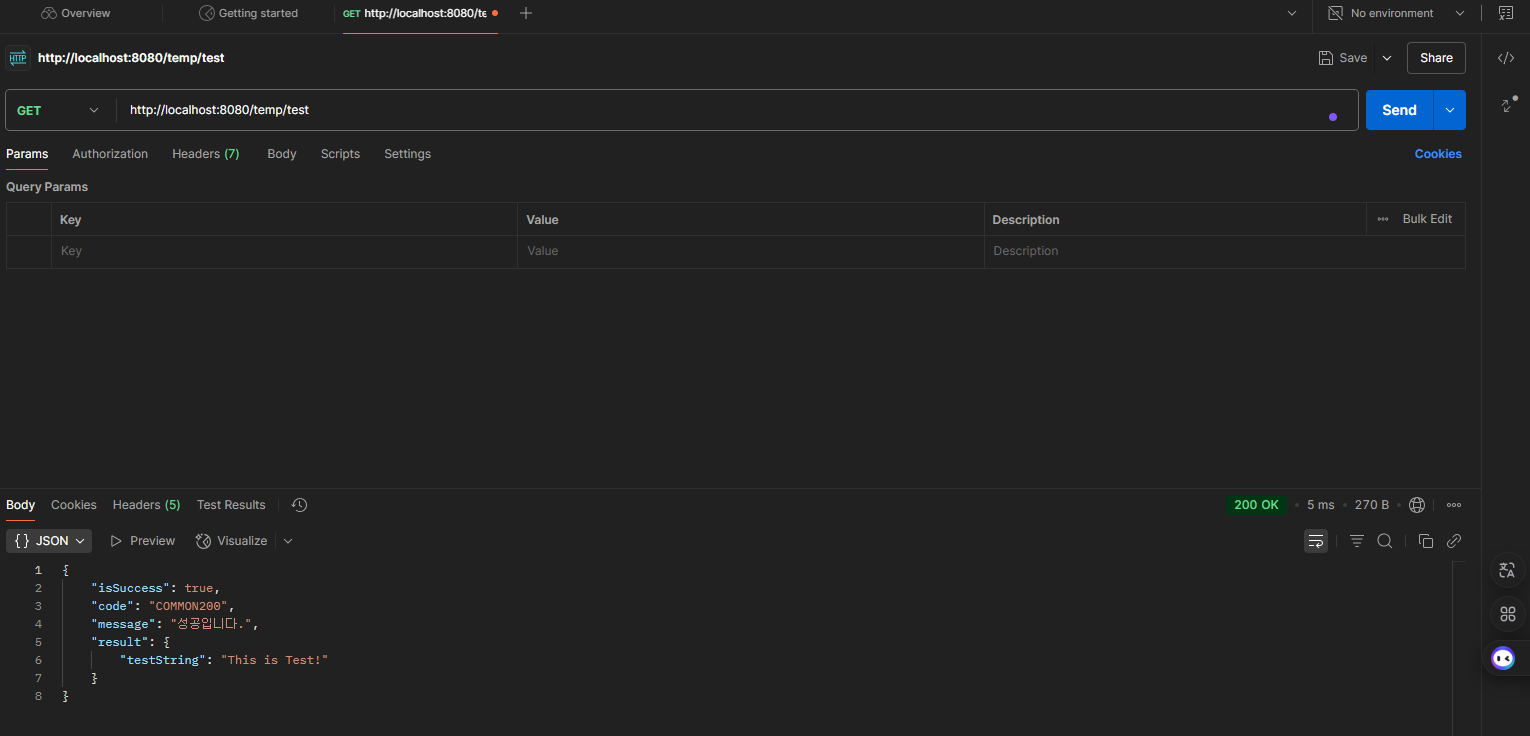 Overview Getting started GET http://localhost:8080/te No environment
HTTP http://localhost:8080/temp/test Save Share
GET http://localhost:8080/temp/test Send
Params Authorization Headers (7) Body Scripts Settings Cookies
Query Params
Key Value Description Bulk Edit
Key Value Description
Body Cookies Headers (5) Test Results 200 OK 5 ms 270 B
{} JSON Preview Visualize
1 {
2 "isSuccess": true,
3 "code": "COMMON200",
4 "message": "성공입니다.",
5 "result": {
6 "testString": "This is Test!"
7 }
8 }